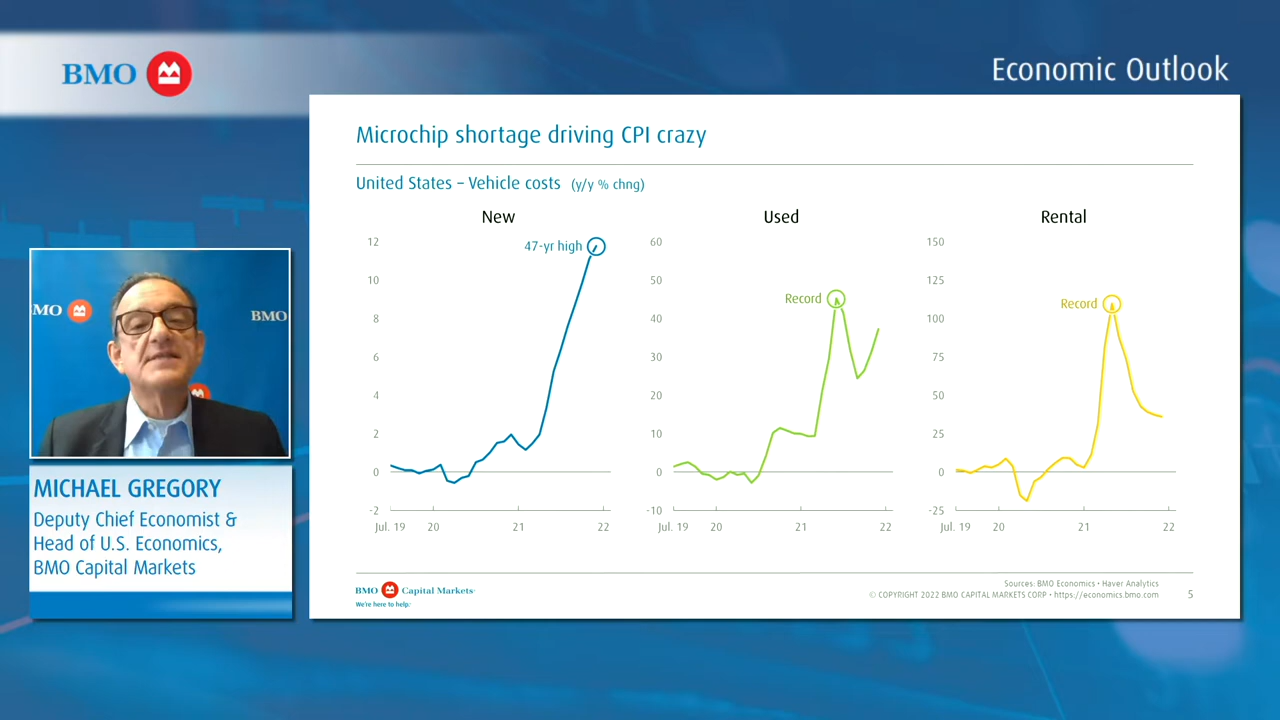 BMO
Economic Outlook
Microchip shortage driving CPI crazy
United States – Vehicle costs (y/y % chng)
New
Used
Rental
12
10
8
6
4
2
0
-2
47-yr high
Jul. 19
20
21
22
60
50
40
30
20
10
0
-10
Record
Jul. 19
20
21
22
150
125
100
75
50
25
0
-25
Record
Jul. 19
20
21
22
MO
BMO
MICHAEL GREGORY
Deputy Chief Economist &
Head of U.S. Economics,
BMO Capital Markets
BMO Capital Markets
We're here to help.
Sources: BMO Economics • Haver Analytics
© COPYRIGHT 2022 BMO CAPITAL MARKETS CORP • https://economics.bmo.com
5